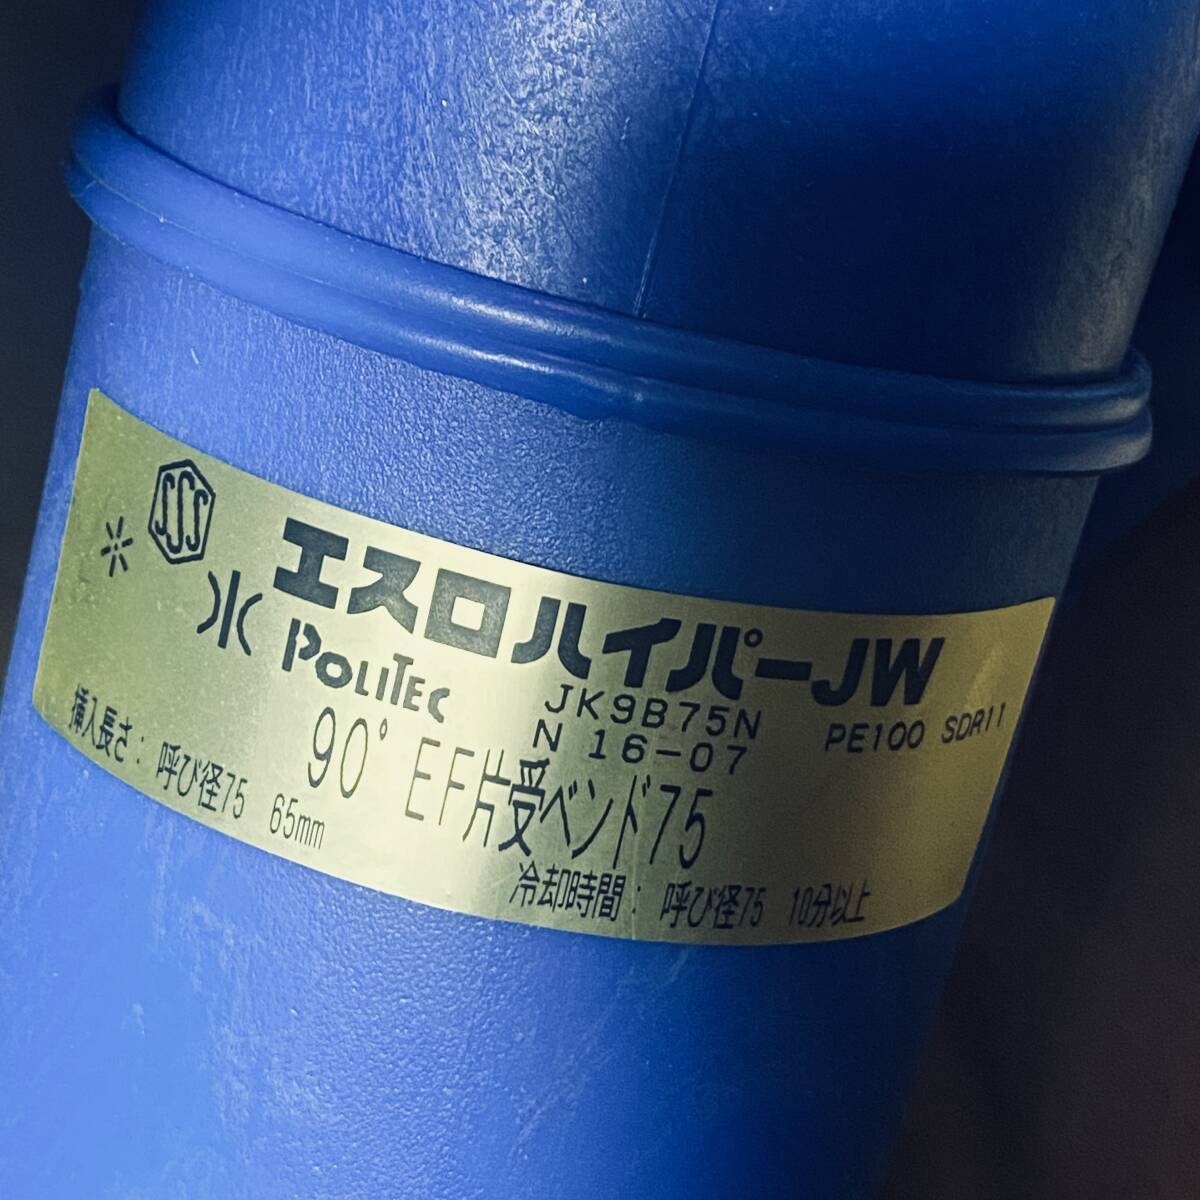 SSS
エスロハイパーJW
水 POLITEC
JK9B75N PE100 SDR11
N 16-07
90° EF片受ベンド75
挿入長さ: 呼び径75 65mm
冷却時間: 呼び径75 10分以上